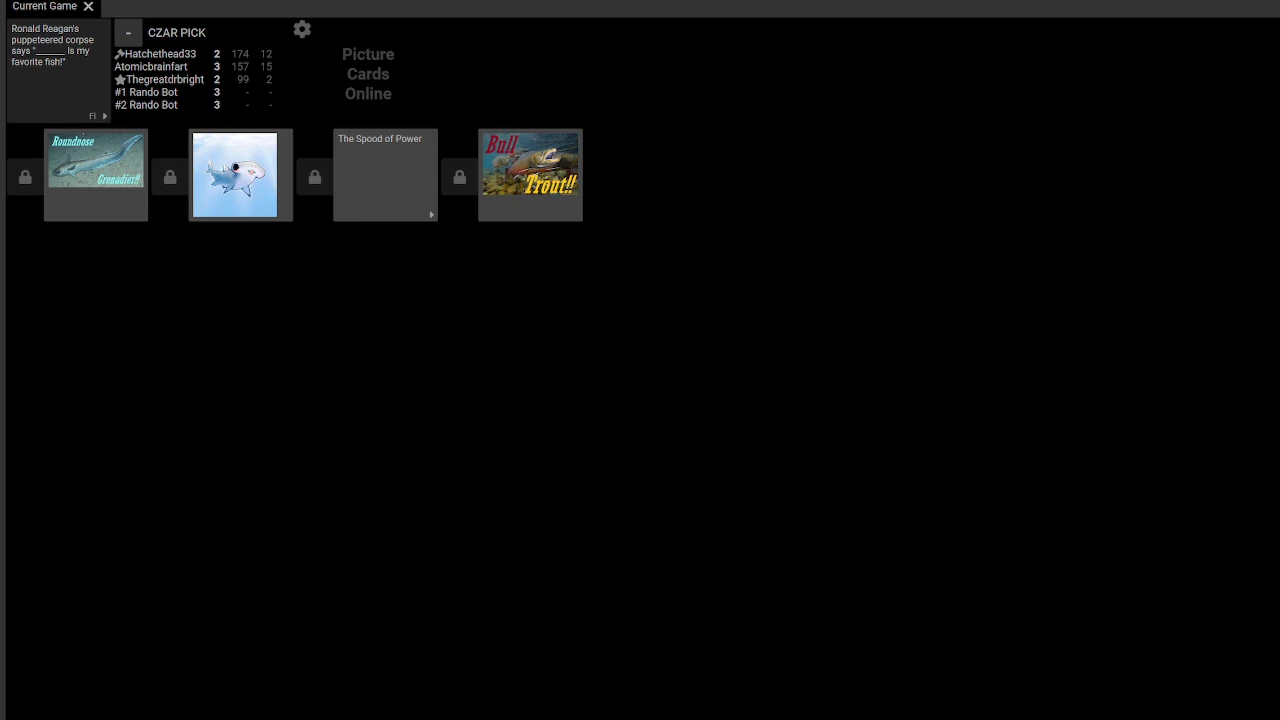 Current Game
Ronald Reagan's
puppeteered corpse
says "______ is my
favorite fish!"
FI
-
CZAR PICK
Hatchethead33 2 174 12
Atomicbrainfart 3 157 15
Thegreatdrbright 2 99 2
#1 Rando Bot 3 - -
#2 Rando Bot 3 - -
Picture
Cards
Online
Roundnose
Grenadier!!
The Spood of Power
Bull
Trout!!